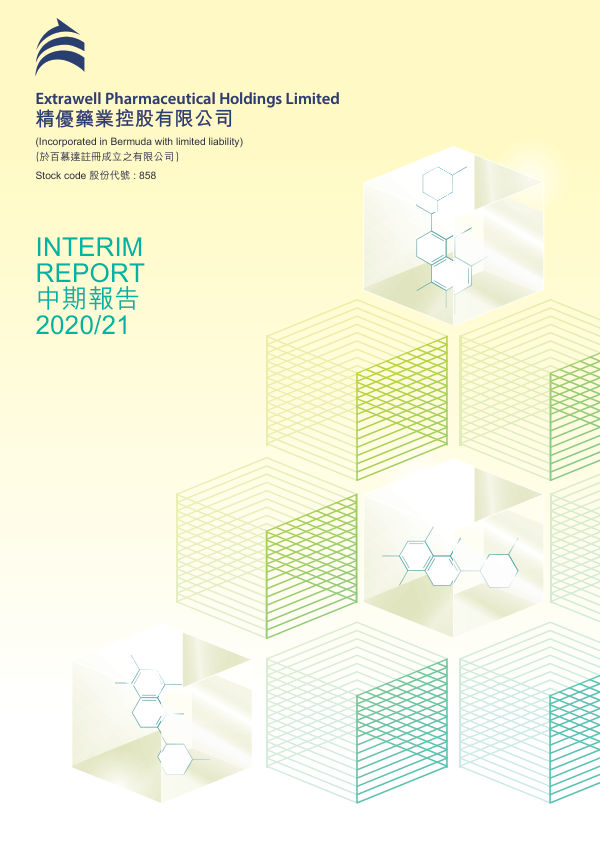 Extrawell Pharmaceutical Holdings Limited
精優藥業控股有限公司
(Incorporated in Bermuda with limited liability)
(於百慕達註冊成立之有限公司)
Stock code 股份代號 : 858
INTERIM
REPORT
中期報告
2020/21